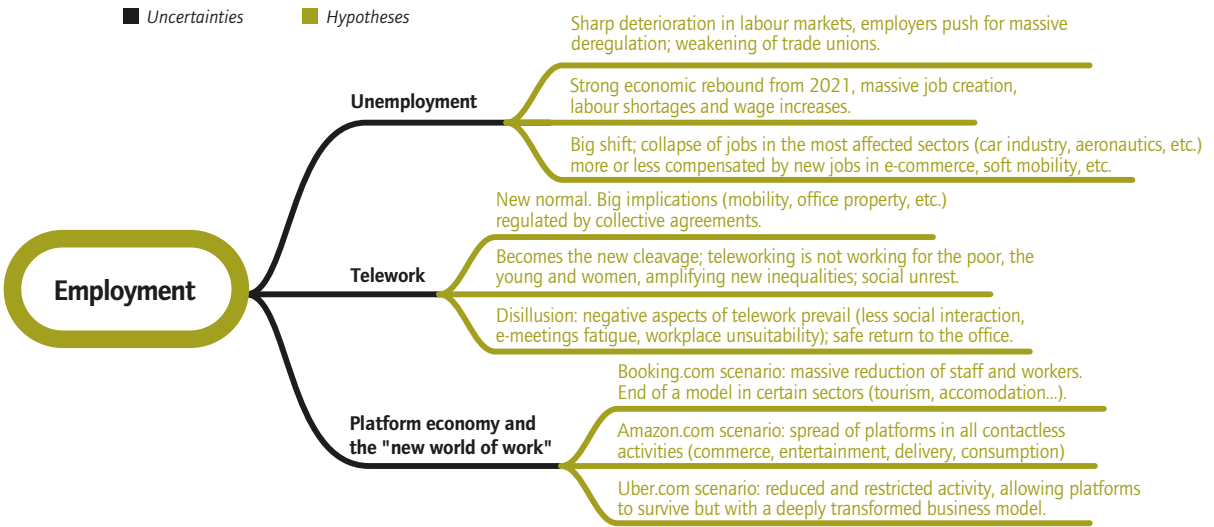 Uncertainties
Hypotheses
Sharp deterioration in labour markets, employers push for massive
deregulation; weakening of trade unions.
Unemployment
Strong economic rebound from 2021, massive job creation,
labour shortages and wage increases.
Big shift; collapse of jobs in the most affected sectors (car industry, aeronautics, etc.)
more or less compensated by new jobs in e-commerce, soft mobility, etc.
Employment
New normal. Big implications (mobility, office property, etc.)
regulated by collective agreements.
Telework
Becomes the new cleavage; teleworking is not working for the poor, the
young and women, amplifying new inequalities; social unrest.
Disillusion: negative aspects of telework prevail (less social interaction,
e-meetings fatigue, workplace unsuitability); safe return to the office.
Booking.com scenario: massive reduction of staff and workers.
End of a model in certain sectors (tourism, accomodation...).
Platform economy and
the "new world of work"
Amazon.com scenario: spread of platforms in all contactless
activities (commerce, entertainment, delivery, consumption)
Uber.com scenario: reduced and restricted activity, allowing platforms
to survive but with a deeply transformed business model.